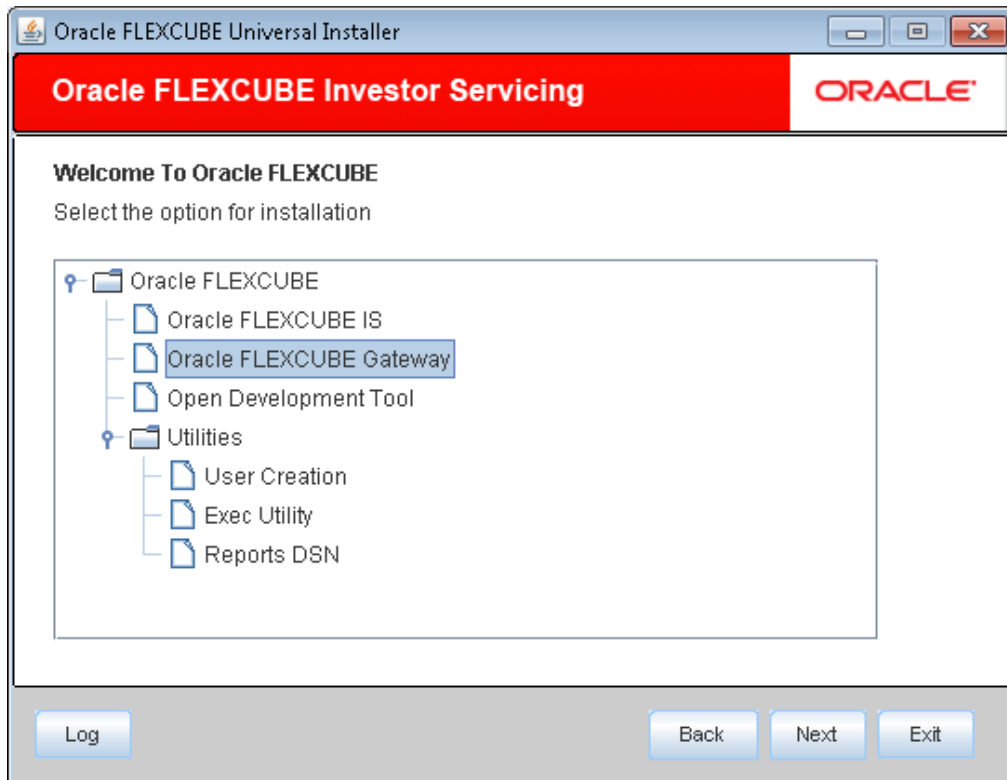 Oracle FLEXCUBE Universal Installer
Oracle FLEXCUBE Investor Servicing
ORACLE
Welcome To Oracle FLEXCUBE
Select the option for installation
Oracle FLEXCUBE
Oracle FLEXCUBE IS
Oracle FLEXCUBE Gateway
Open Development Tool
Utilities
User Creation
Exec Utility
Reports DSN
Log
Back
Next
Exit